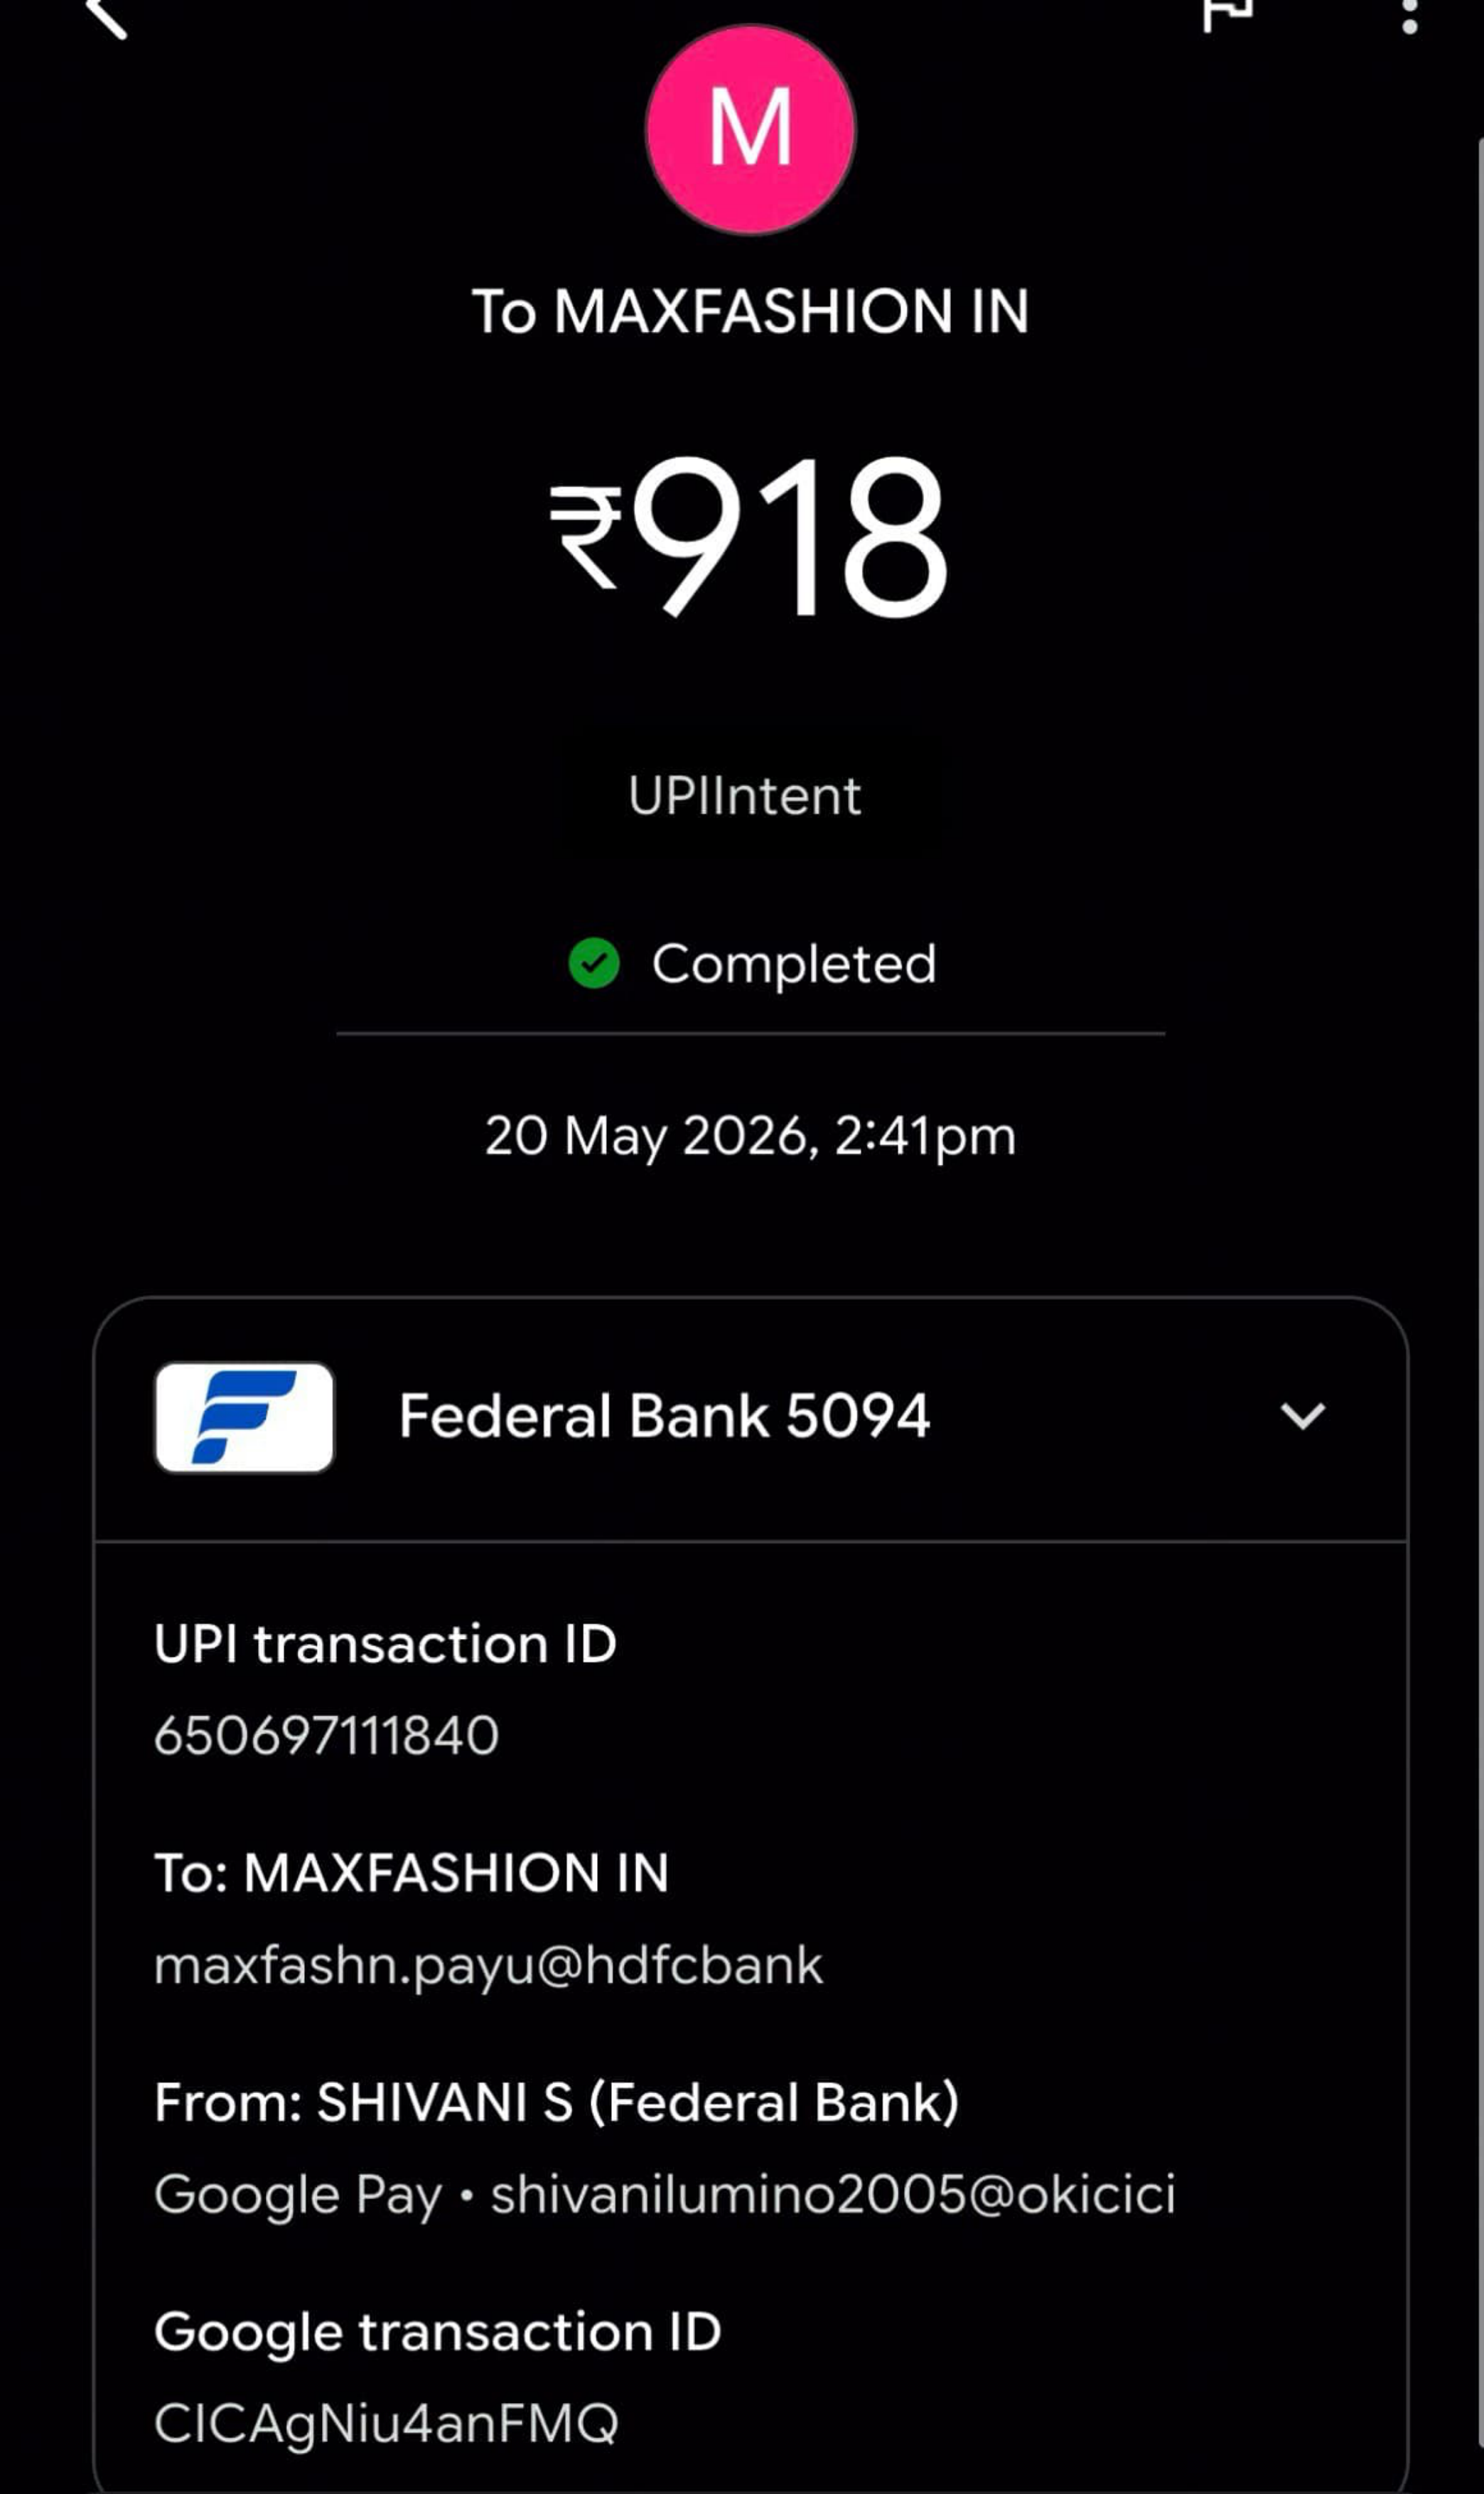 M
To MAXFASHION IN
₹918
UPIIntent
Completed
20 May 2026, 2:41pm
Federal Bank 5094
UPI transaction ID
650697111840
To: MAXFASHION IN
maxfashn.payu@hdfcbank
From: SHIVANI S (Federal Bank)
Google Pay • shivanilumino2005@okicici
Google transaction ID
CICAgNiu4anFMQ